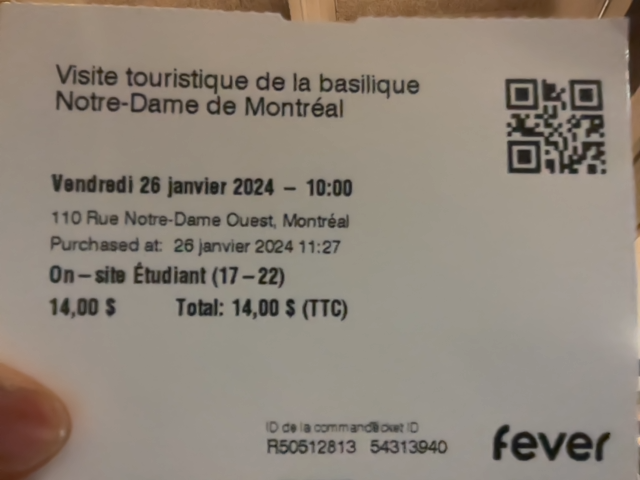 Visite touristique de la basilique
Notre-Dame de Montréal
Vendredi 26 janvier 2024 – 10:00
110 Rue Notre-Dame Ouest, Montréal
Purchased at: 26 janvier 2024 11:27
On-site Étudiant (17-22)
14,00 $ Total: 14,00 $ (TTC)
ID de la command Ticket ID
R50512813 54313940
fever